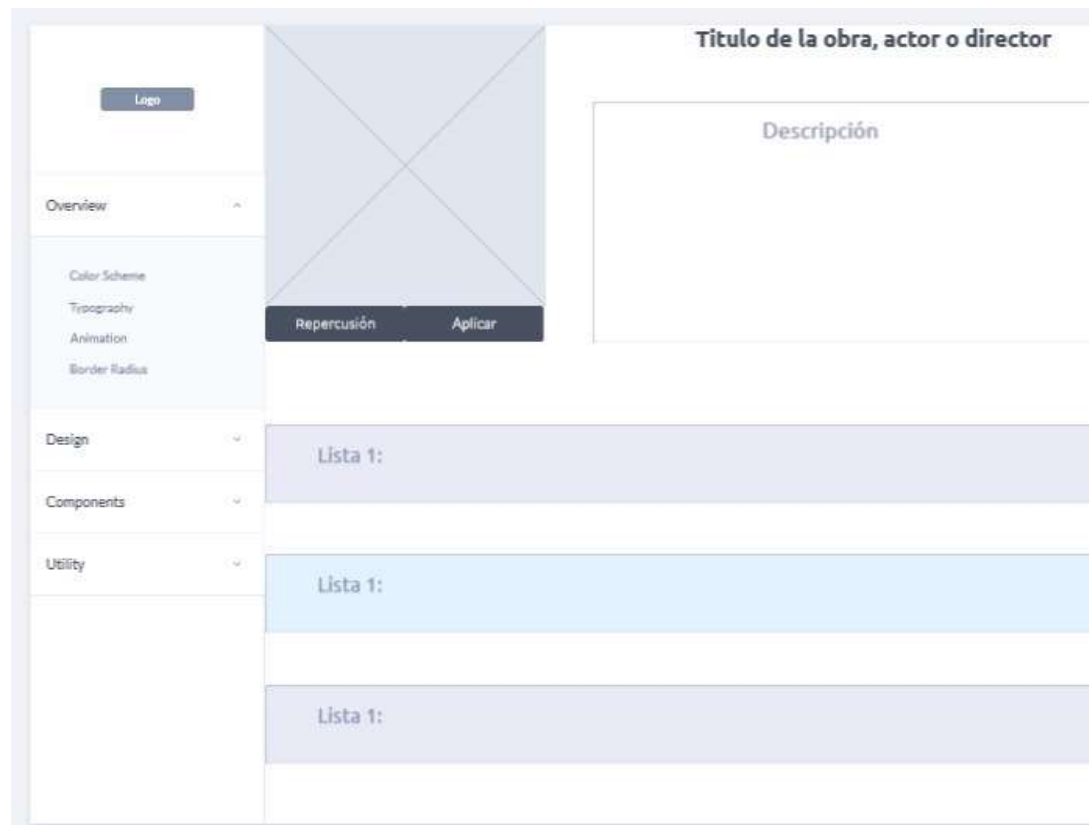 Logo
Overview
Color Scheme
Typography
Animation
Border Radius
Design
Components
Utility
Titulo de la obra, actor o director
Descripción
Repercusión
Aplicar
Lista 1:
Lista 1:
Lista 1: